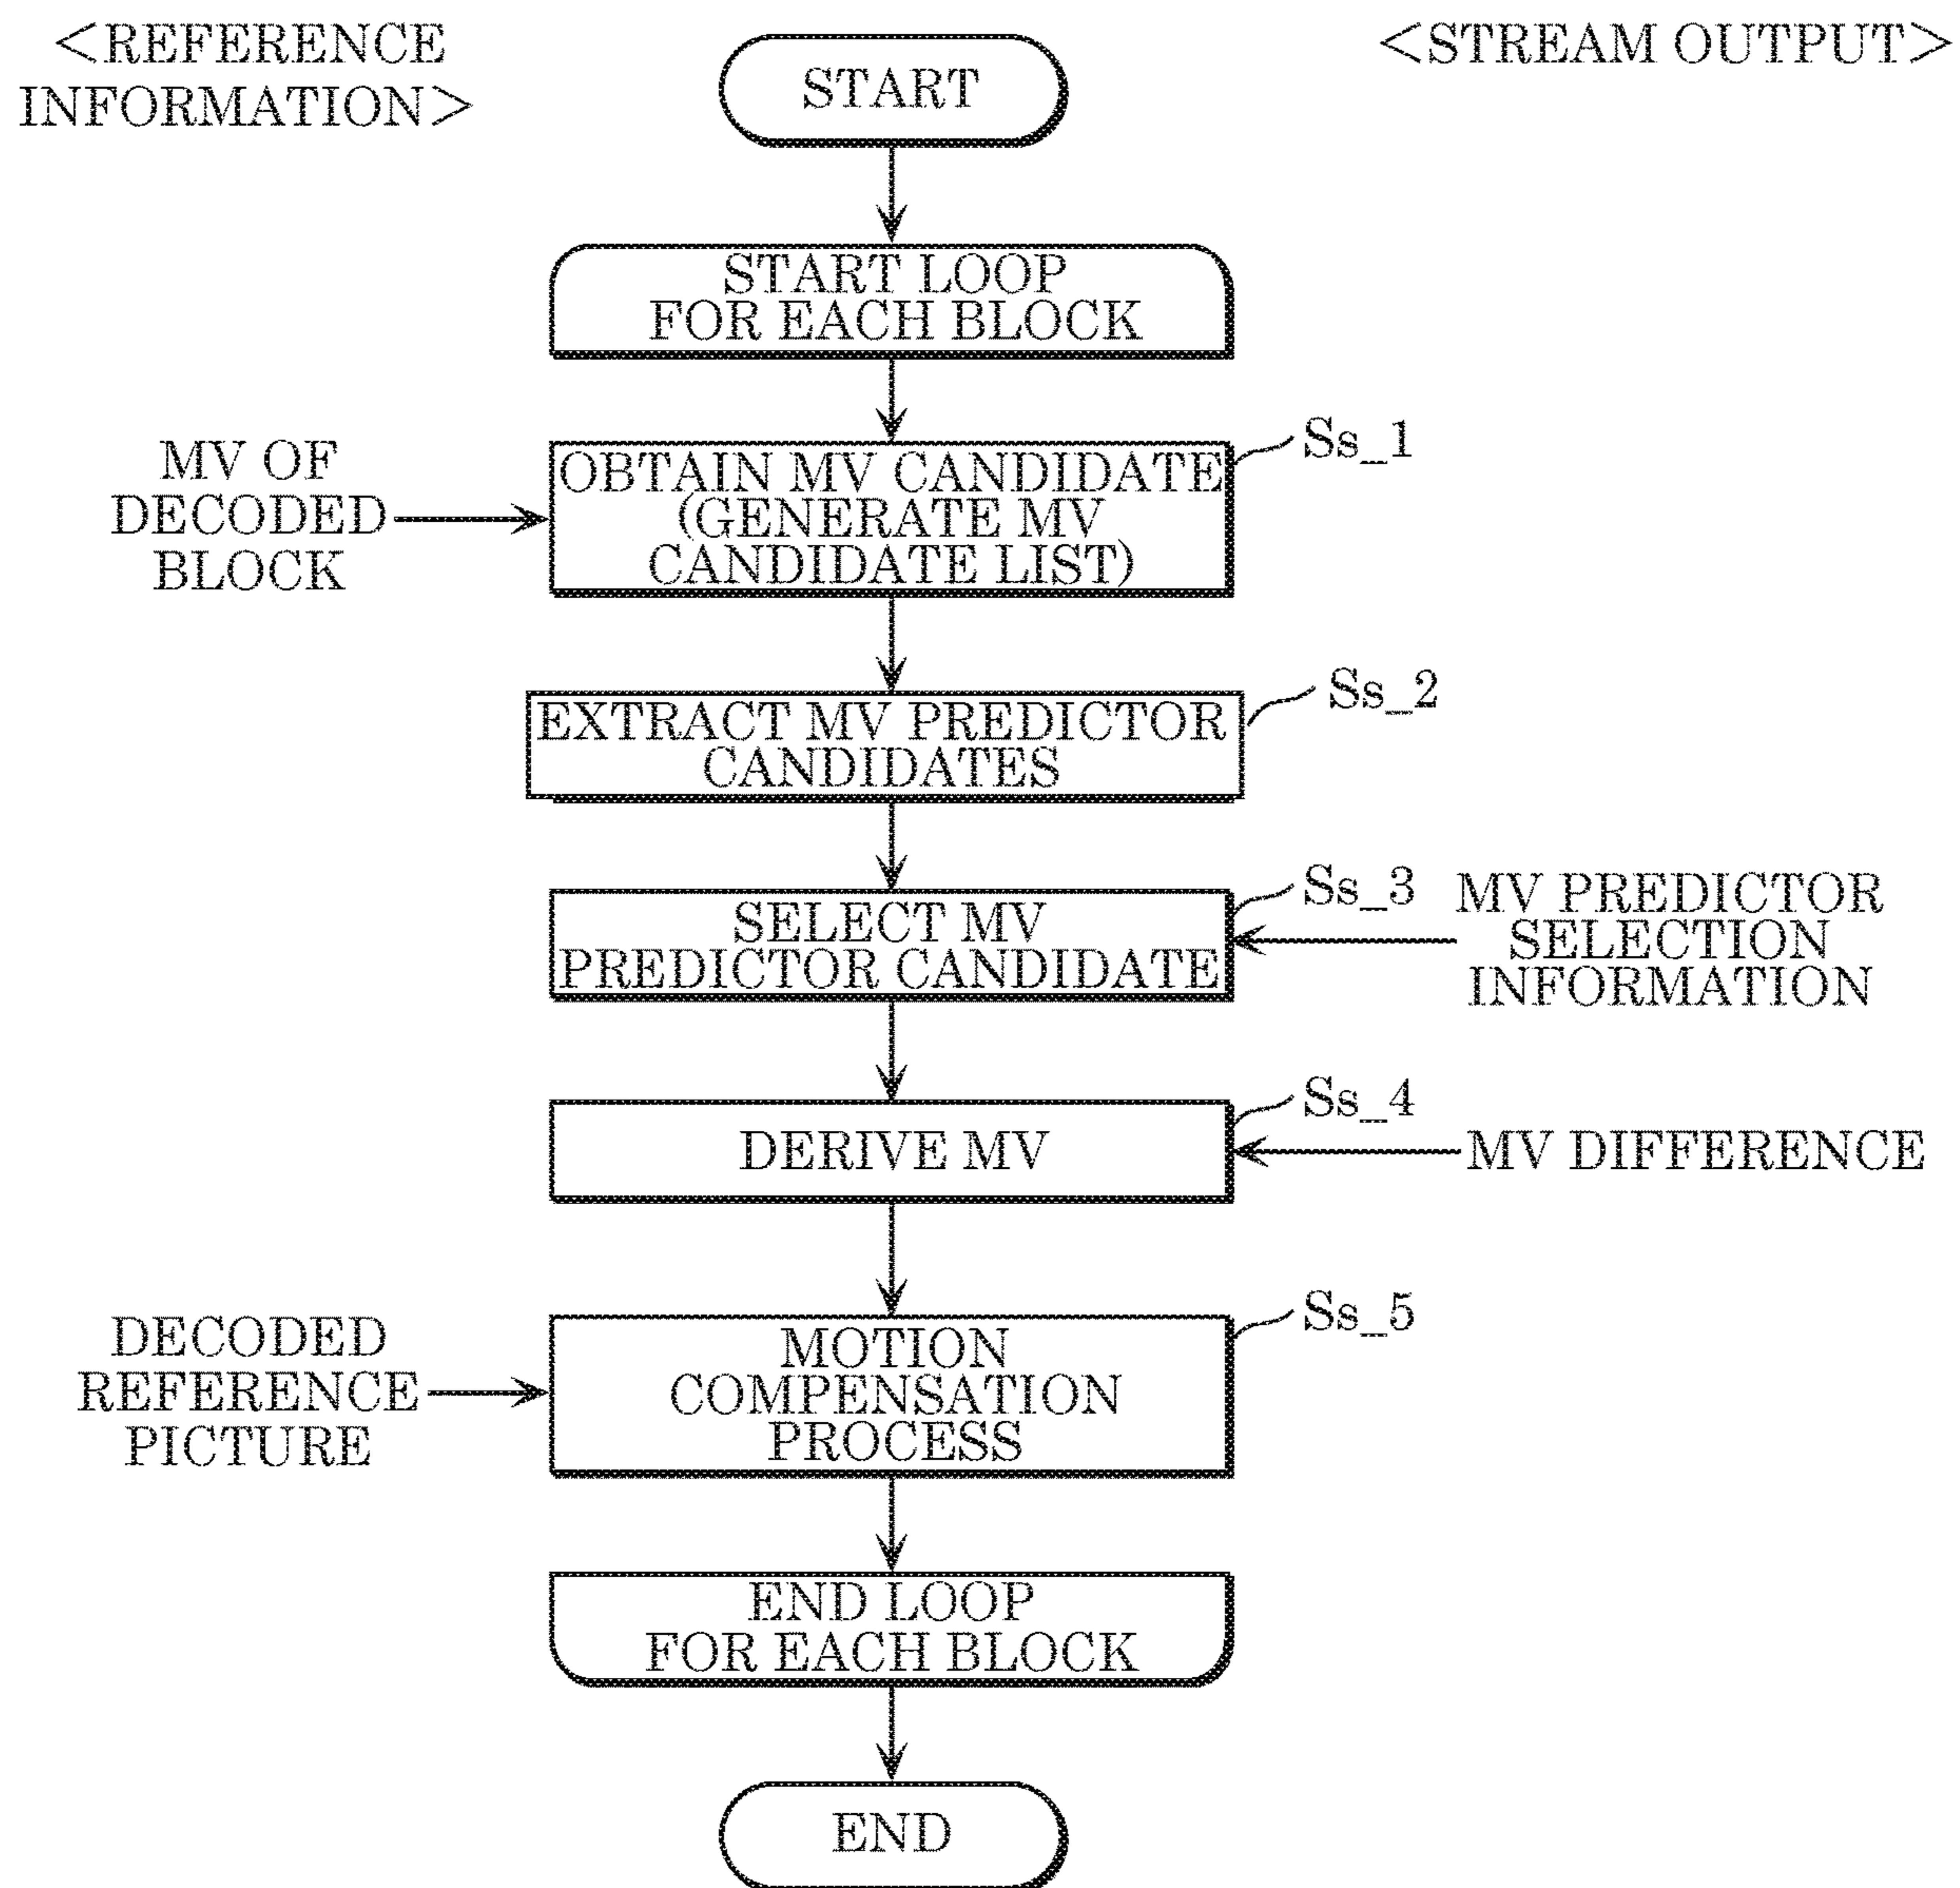 <REFERENCE
INFORMATION>
START
<STREAM OUTPUT>
START LOOP
FOR EACH BLOCK
MV OF
DECODED
BLOCK
OBTAIN MV CANDIDATE
(GENERATE MV
CANDIDATE LIST)
Ss_1
EXTRACT MV PREDICTOR
CANDIDATES
Ss_2
SELECT MV
PREDICTOR CANDIDATE
Ss_3
MV PREDICTOR
SELECTION
INFORMATION
DERIVE MV
Ss_4
MV DIFFERENCE
DECODED
REFERENCE
PICTURE
MOTION
COMPENSATION
PROCESS
Ss_5
END LOOP
FOR EACH BLOCK
END